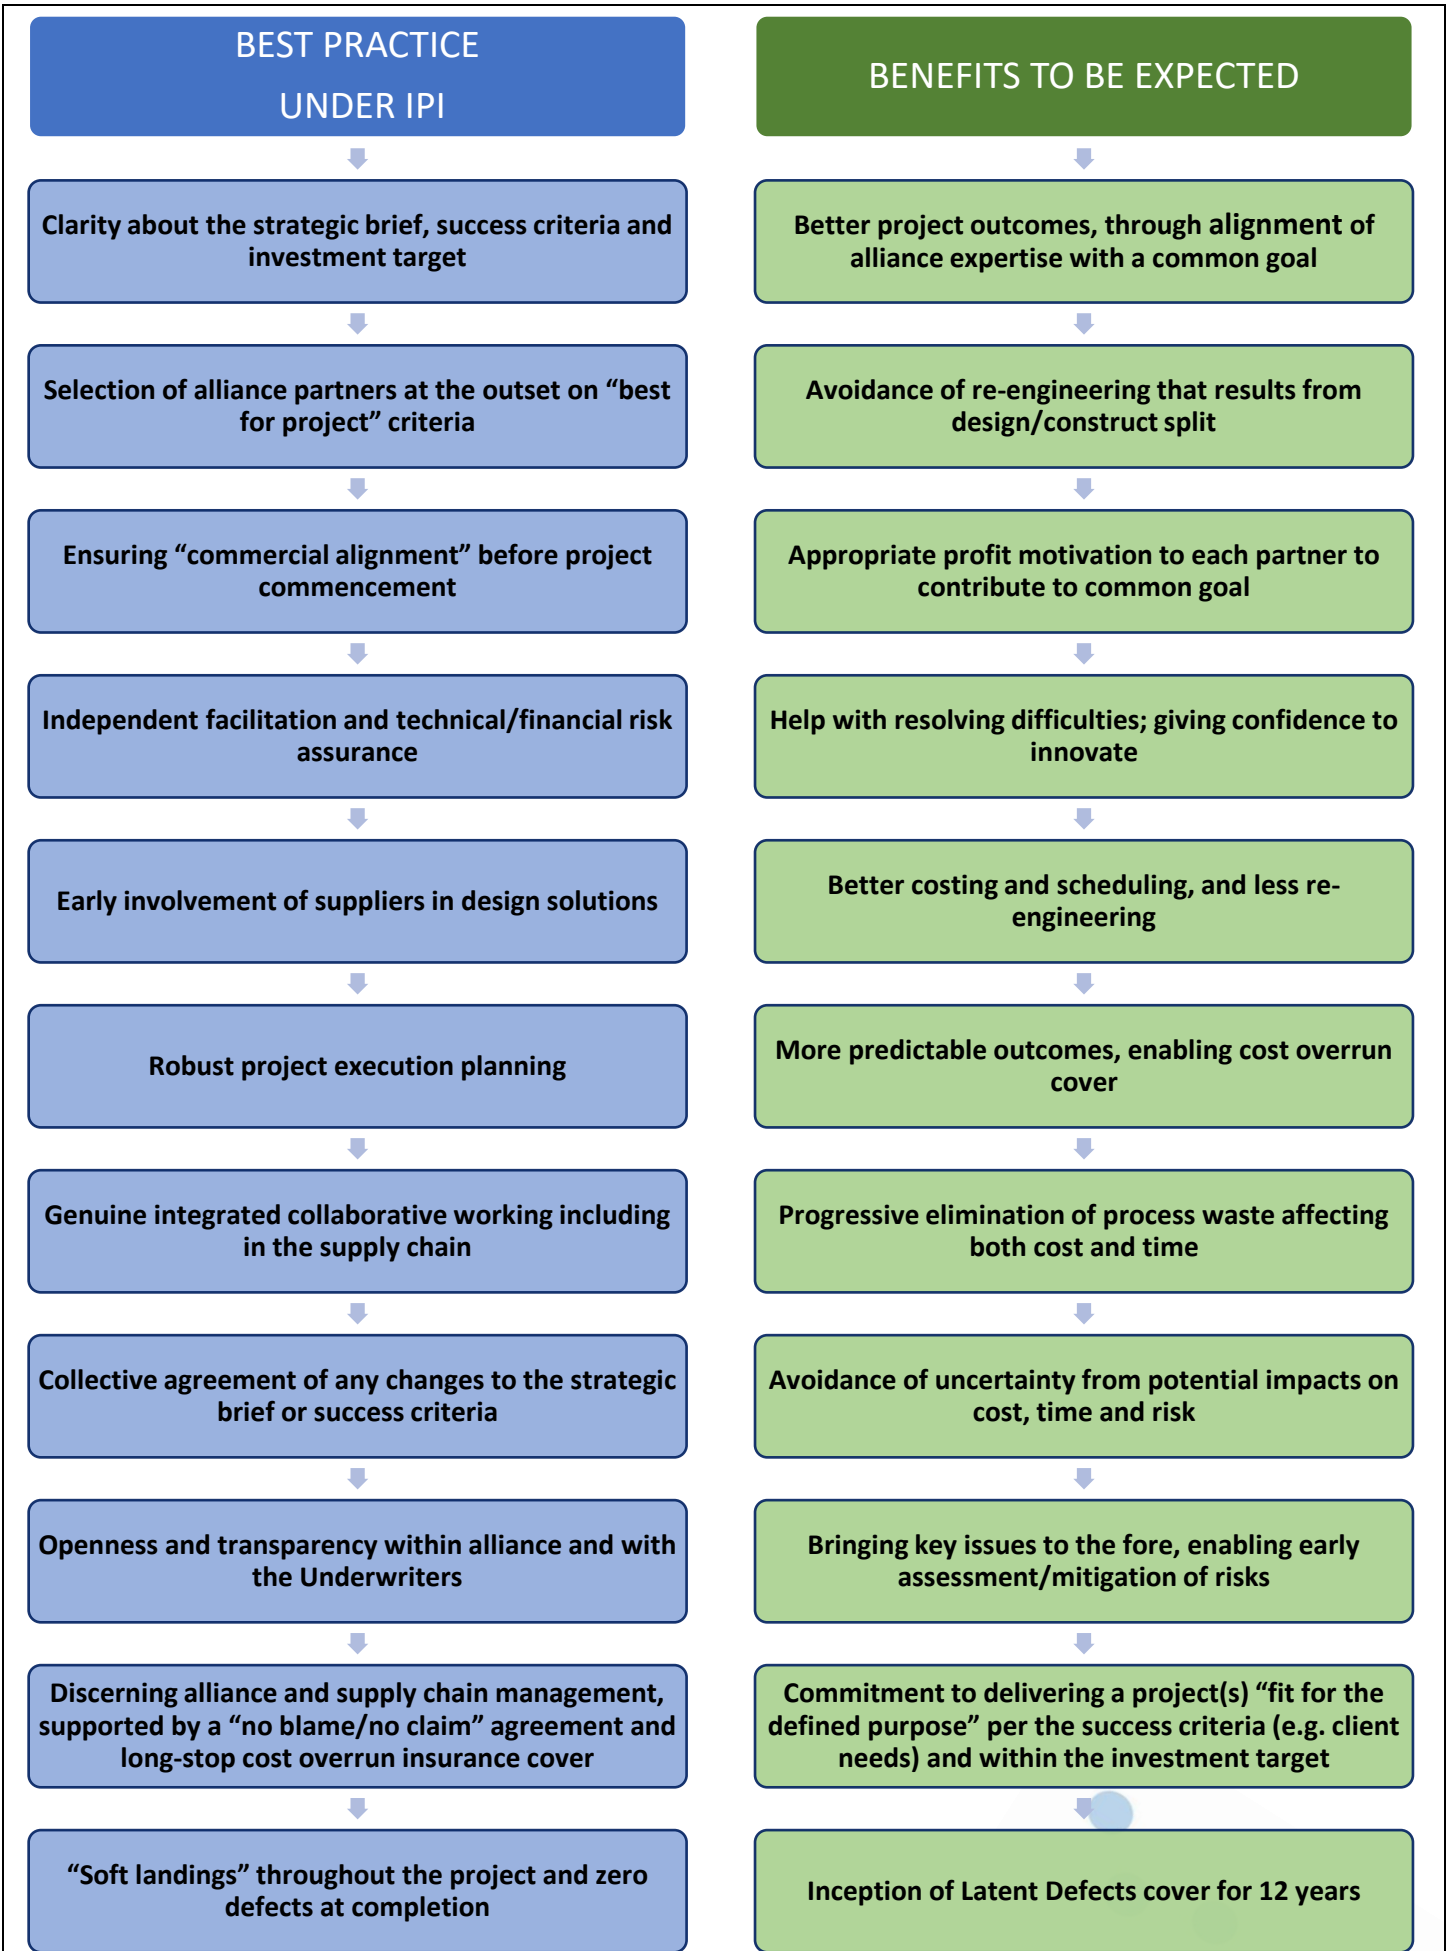 BEST PRACTICE
UNDER IPI
BENEFITS TO BE EXPECTED
Clarity about the strategic brief, success criteria and
investment target
Better project outcomes, through alignment of
alliance expertise with a common goal
Selection of alliance partners at the outset on “best
for project” criteria
Avoidance of re-engineering that results from
design/construct split
Ensuring “commercial alignment” before project
commencement
Appropriate profit motivation to each partner to
contribute to common goal
Independent facilitation and technical/financial risk
assurance
Help with resolving difficulties; giving confidence to
innovate
Early involvement of suppliers in design solutions
Better costing and scheduling, and less re-
engineering
Robust project execution planning
More predictable outcomes, enabling cost overrun
cover
Genuine integrated collaborative working including
in the supply chain
Progressive elimination of process waste affecting
both cost and time
Collective agreement of any changes to the strategic
brief or success criteria
Avoidance of uncertainty from potential impacts on
cost, time and risk
Openness and transparency within alliance and with
the Underwriters
Bringing key issues to the fore, enabling early
assessment/mitigation of risks
Discerning alliance and supply chain management,
supported by a “no blame/no claim” agreement and
long-stop cost overrun insurance cover
Commitment to delivering a project(s) “fit for the
defined purpose” per the success criteria (e.g. client
needs) and within the investment target
“Soft landings” throughout the project and zero
defects at completion
Inception of Latent Defects cover for 12 years